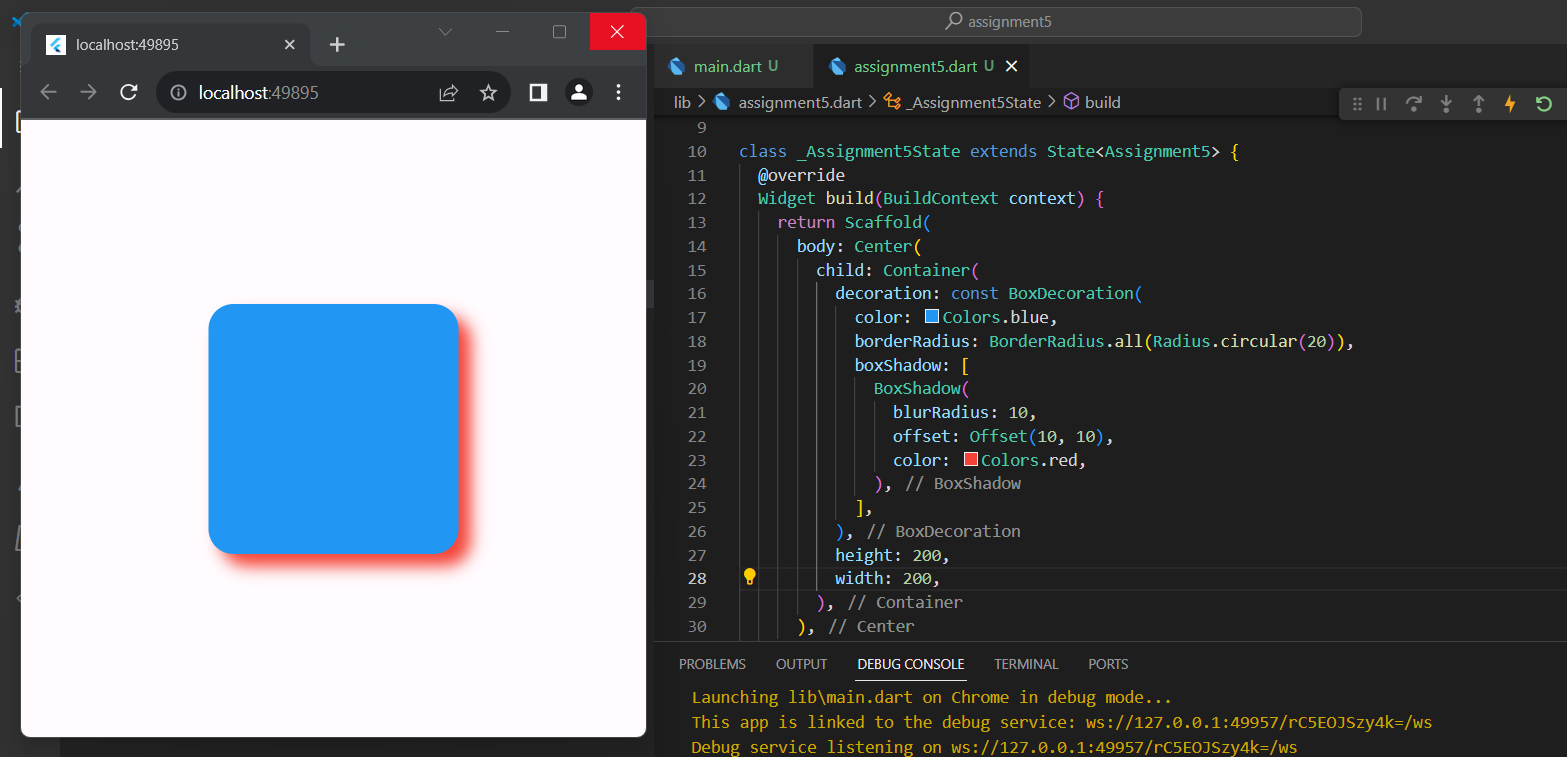 localhost:49895
localhost:49895
assignment5
main.dart U
assignment5.dart U
lib > assignment5.dart > _Assignment5State > build
9
10 class _Assignment5State extends State<Assignment5> {
11 @override
12 Widget build(BuildContext context) {
13 return Scaffold(
14 body: Center(
15 child: Container(
16 decoration: const BoxDecoration(
17 color: Colors.blue,
18 borderRadius: BorderRadius.all(Radius.circular(20)),
19 boxShadow: [
20 BoxShadow(
21 blurRadius: 10,
22 offset: Offset(10, 10),
23 color: Colors.red,
24 ), // BoxShadow
25 ],
26 ), // BoxDecoration
27 height: 200,
28 width: 200,
29 ), // Container
30 ), // Center
PROBLEMS OUTPUT DEBUG CONSOLE TERMINAL PORTS
Launching lib\main.dart on Chrome in debug mode...
This app is linked to the debug service: ws://127.0.0.1:49957/rC5EOJSzy4k=/ws
Debug service listening on ws://127.0.0.1:49957/rC5EOJSzy4k=/ws